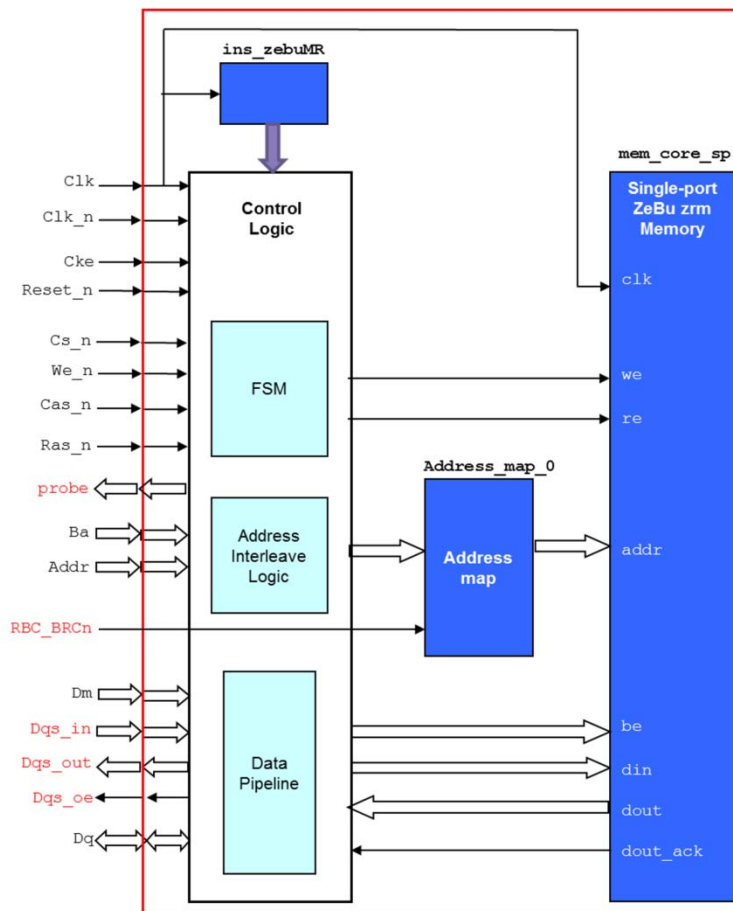 ins_zebuMR
mem_core_sp
Clk
Clk_n
Cke
Reset_n
Cs_n
We_n
Cas_n
Ras_n
probe
Ba
Addr
RBC_BRCn
Dm
Dqs_in
Dqs_out
Dqs_oe
Dq
Control
Logic
FSM
Address
Interleave
Logic
Data
Pipeline
Address_map_0
Address
map
Single-port
ZeBu zrm
Memory
clk
we
re
addr
be
din
dout
dout_ack